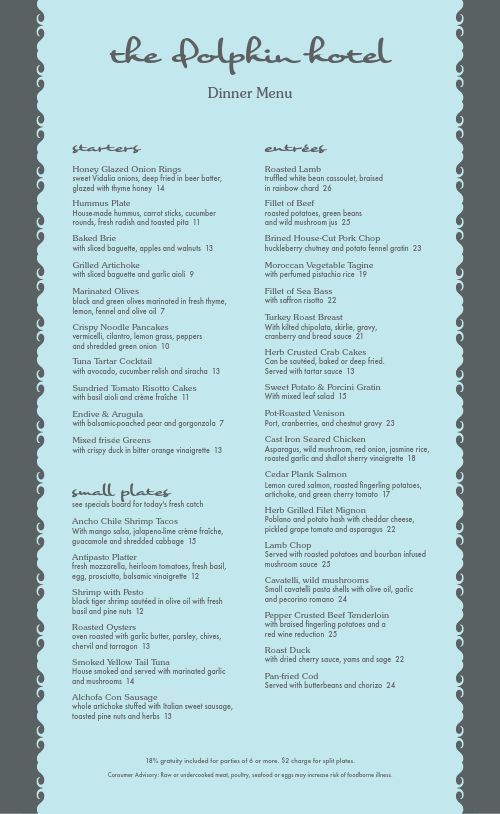 the Dolphin hotel
Dinner Menu
starters
Honey Glazed Onion Rings
sweet Vidalia onions, deep fried in beer batter,
glazed with thyme honey 14
Hummus Plate
House-made hummus, carrot sticks, cucumber
rounds, fresh radish and toasted pita 11
Baked Brie
with sliced baguette, apples and walnuts 13
Grilled Artichoke
with sliced baguette and garlic aioli 9
Marinated Olives
black and green olives marinated in fresh thyme,
lemon, fennel and olive oil 7
Crispy Noodle Pancakes
vermicelli, cilantro, lemon grass, peppers
and shredded green onion 10
Tuna Tartar Cocktail
with avocado, cucumber relish and siracha 13
Sundried Tomato Risotto Cakes
with basil aioli and crème fraîche 11
Endive & Arugula
with balsamic-poached pear and gorgonzola 7
Mixed frisée Greens
with crispy duck in bitter orange vinaigrette 13
small plates
see specials board for today's fresh catch
Ancho Chile Shrimp Tacos
With mango salsa, jalapeno-lime crème fraîche,
guacamole and shredded cabbage 15
Antipasto Platter
fresh mozzarella, heirloom tomatoes, fresh basil,
egg, prosciutto, balsamic vinaigrette 12
Shrimp with Pesto
black tiger shrimp sautéed in olive oil with fresh
basil and pine nuts 12
Roasted Oysters
oven roasted with garlic butter, parsley, chives,
chervil and tarragon 13
Smoked Yellow Tail Tuna
House smoked and served with marinated garlic
and mushrooms 14
Alchofa Con Sausage
whole artichoke stuffed with Italian sweet sausage,
toasted pine nuts and herbs 13
entrées
Roasted Lamb
truffled white bean cassoulet, braised
in rainbow chard 26
Fillet of Beef
roasted potatoes, green beans
and wild mushroom jus 25
Brined House-Cut Pork Chop
huckleberry chutney and potato fennel gratin 23
Moroccan Vegetable Tagine
with perfumed pistachio rice 19
Fillet of Sea Bass
with saffron risotto 22
Turkey Roast Breast
With kilted chipolata, skirlie, gravy,
cranberry and bread sauce 21
Herb Crusted Crab Cakes
Can be sautéed, baked or deep fried.
Served with tartar sauce 13
Sweet Potato & Porcini Gratin
With mixed leaf salad 15
Pot-Roasted Venison
Port, cranberries, and chestnut gravy 23
Cast Iron Seared Chicken
Asparagus, wild mushroom, red onion, jasmine rice,
roasted garlic and shallot sherry vinaigrette 18
Cedar Plank Salmon
Lemon cured salmon, roasted fingerling potatoes,
artichoke, and green cherry tomato 17
Herb Grilled Filet Mignon
Poblano and potato hash with cheddar cheese,
pickled grape tomato and asparagus 22
Lamb Chop
Served with roasted potatoes and bourbon infused
mushroom sauce 25
Cavatelli, wild mushrooms
Small cavatelli pasta shells with olive oil, garlic
and pecorino romano 24
Pepper Crusted Beef Tenderloin
with braised fingerling potatoes and a
red wine reduction 25
Roast Duck
with dried cherry sauce, yams and sage 22
Pan-fried Cod
Served with butterbeans and chorizo 24
18% gratuity included for parties of 6 or more. $2 charge for split plates.
Consumer Advisory: Raw or undercooked meat, poultry, seafood or eggs may increase risk of foodborne illness.